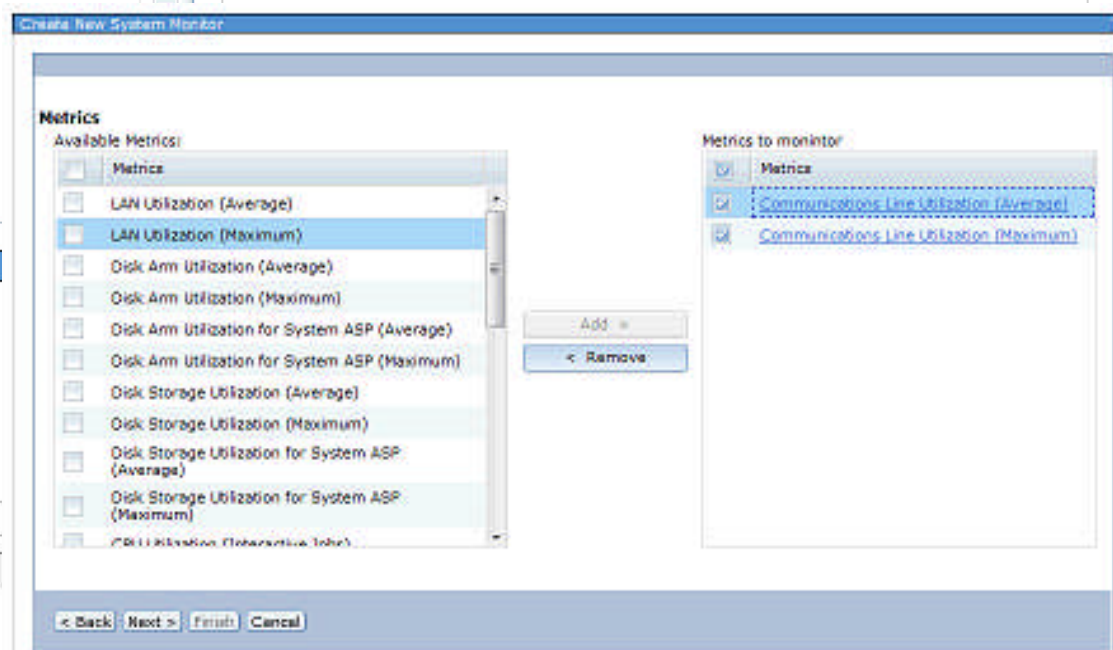 Create New System Monitor
Metrics
Available Metrics:
Metrics
LAN Utilization (Average)
LAN Utilization (Maximum)
Disk Arm Utilization (Average)
Disk Arm Utilization (Maximum)
Disk Arm Utilization for System ASP (Average)
Disk Arm Utilization for System ASP (Maximum)
Disk Storage Utilization (Average)
Disk Storage Utilization (Maximum)
Disk Storage Utilization for System ASP
(Average)
Disk Storage Utilization for System ASP
(Maximum)
CPU Utilization (Interactive Jobs)
Add >
< Remove
Metrics to monintor
Metrics
Communications Line Utilization (Average)
Communications Line Utilization (Maximum)
< Back Next > Finish Cancel